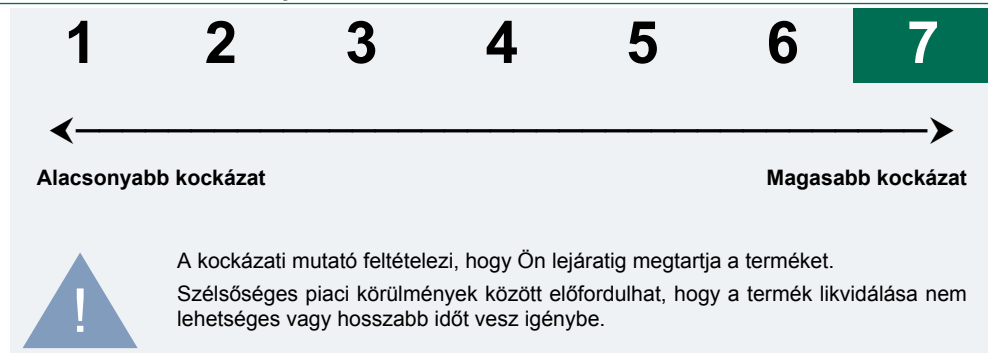 1 2 3 4 5 6 7
Alacsonyabb kockázat Magasabb kockázat
A kockázati mutató feltételezi, hogy Ön lejáratig megtartja a terméket.
Szélsőséges piaci körülmények között előfordulhat, hogy a termék likvidálása nem
lehetséges vagy hosszabb időt vesz igénybe.
!